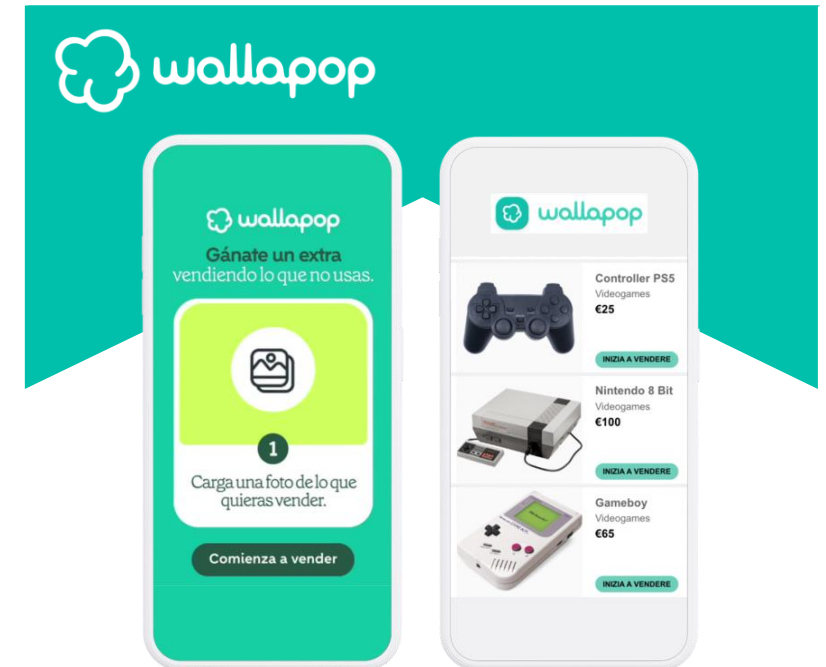 wallapop
wallapop
Gánate un extra
vendiendo lo que no usas.
1
Carga una foto de lo que
quieras vender.
Comienza a vender
wallapop
Controller PS5
Videogames
€25
INIZIA A VENDERE
Nintendo 8 Bit
Videogames
€100
INIZIA A VENDERE
Gameboy
Videogames
€65
INIZIA A VENDERE